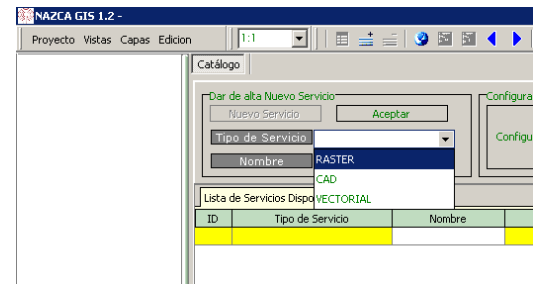 NAZCA GIS 1.2 -
Proyecto Vistas Capas Edicion 1:1
Catálogo
Dar de alta Nuevo Servicio Configura
Nuevo Servicio Aceptar
Tipo de Servicio Configu
Nombre RASTER
CAD
Lista de Servicios Dispo VECTORIAL
ID Tipo de Servicio Nombre